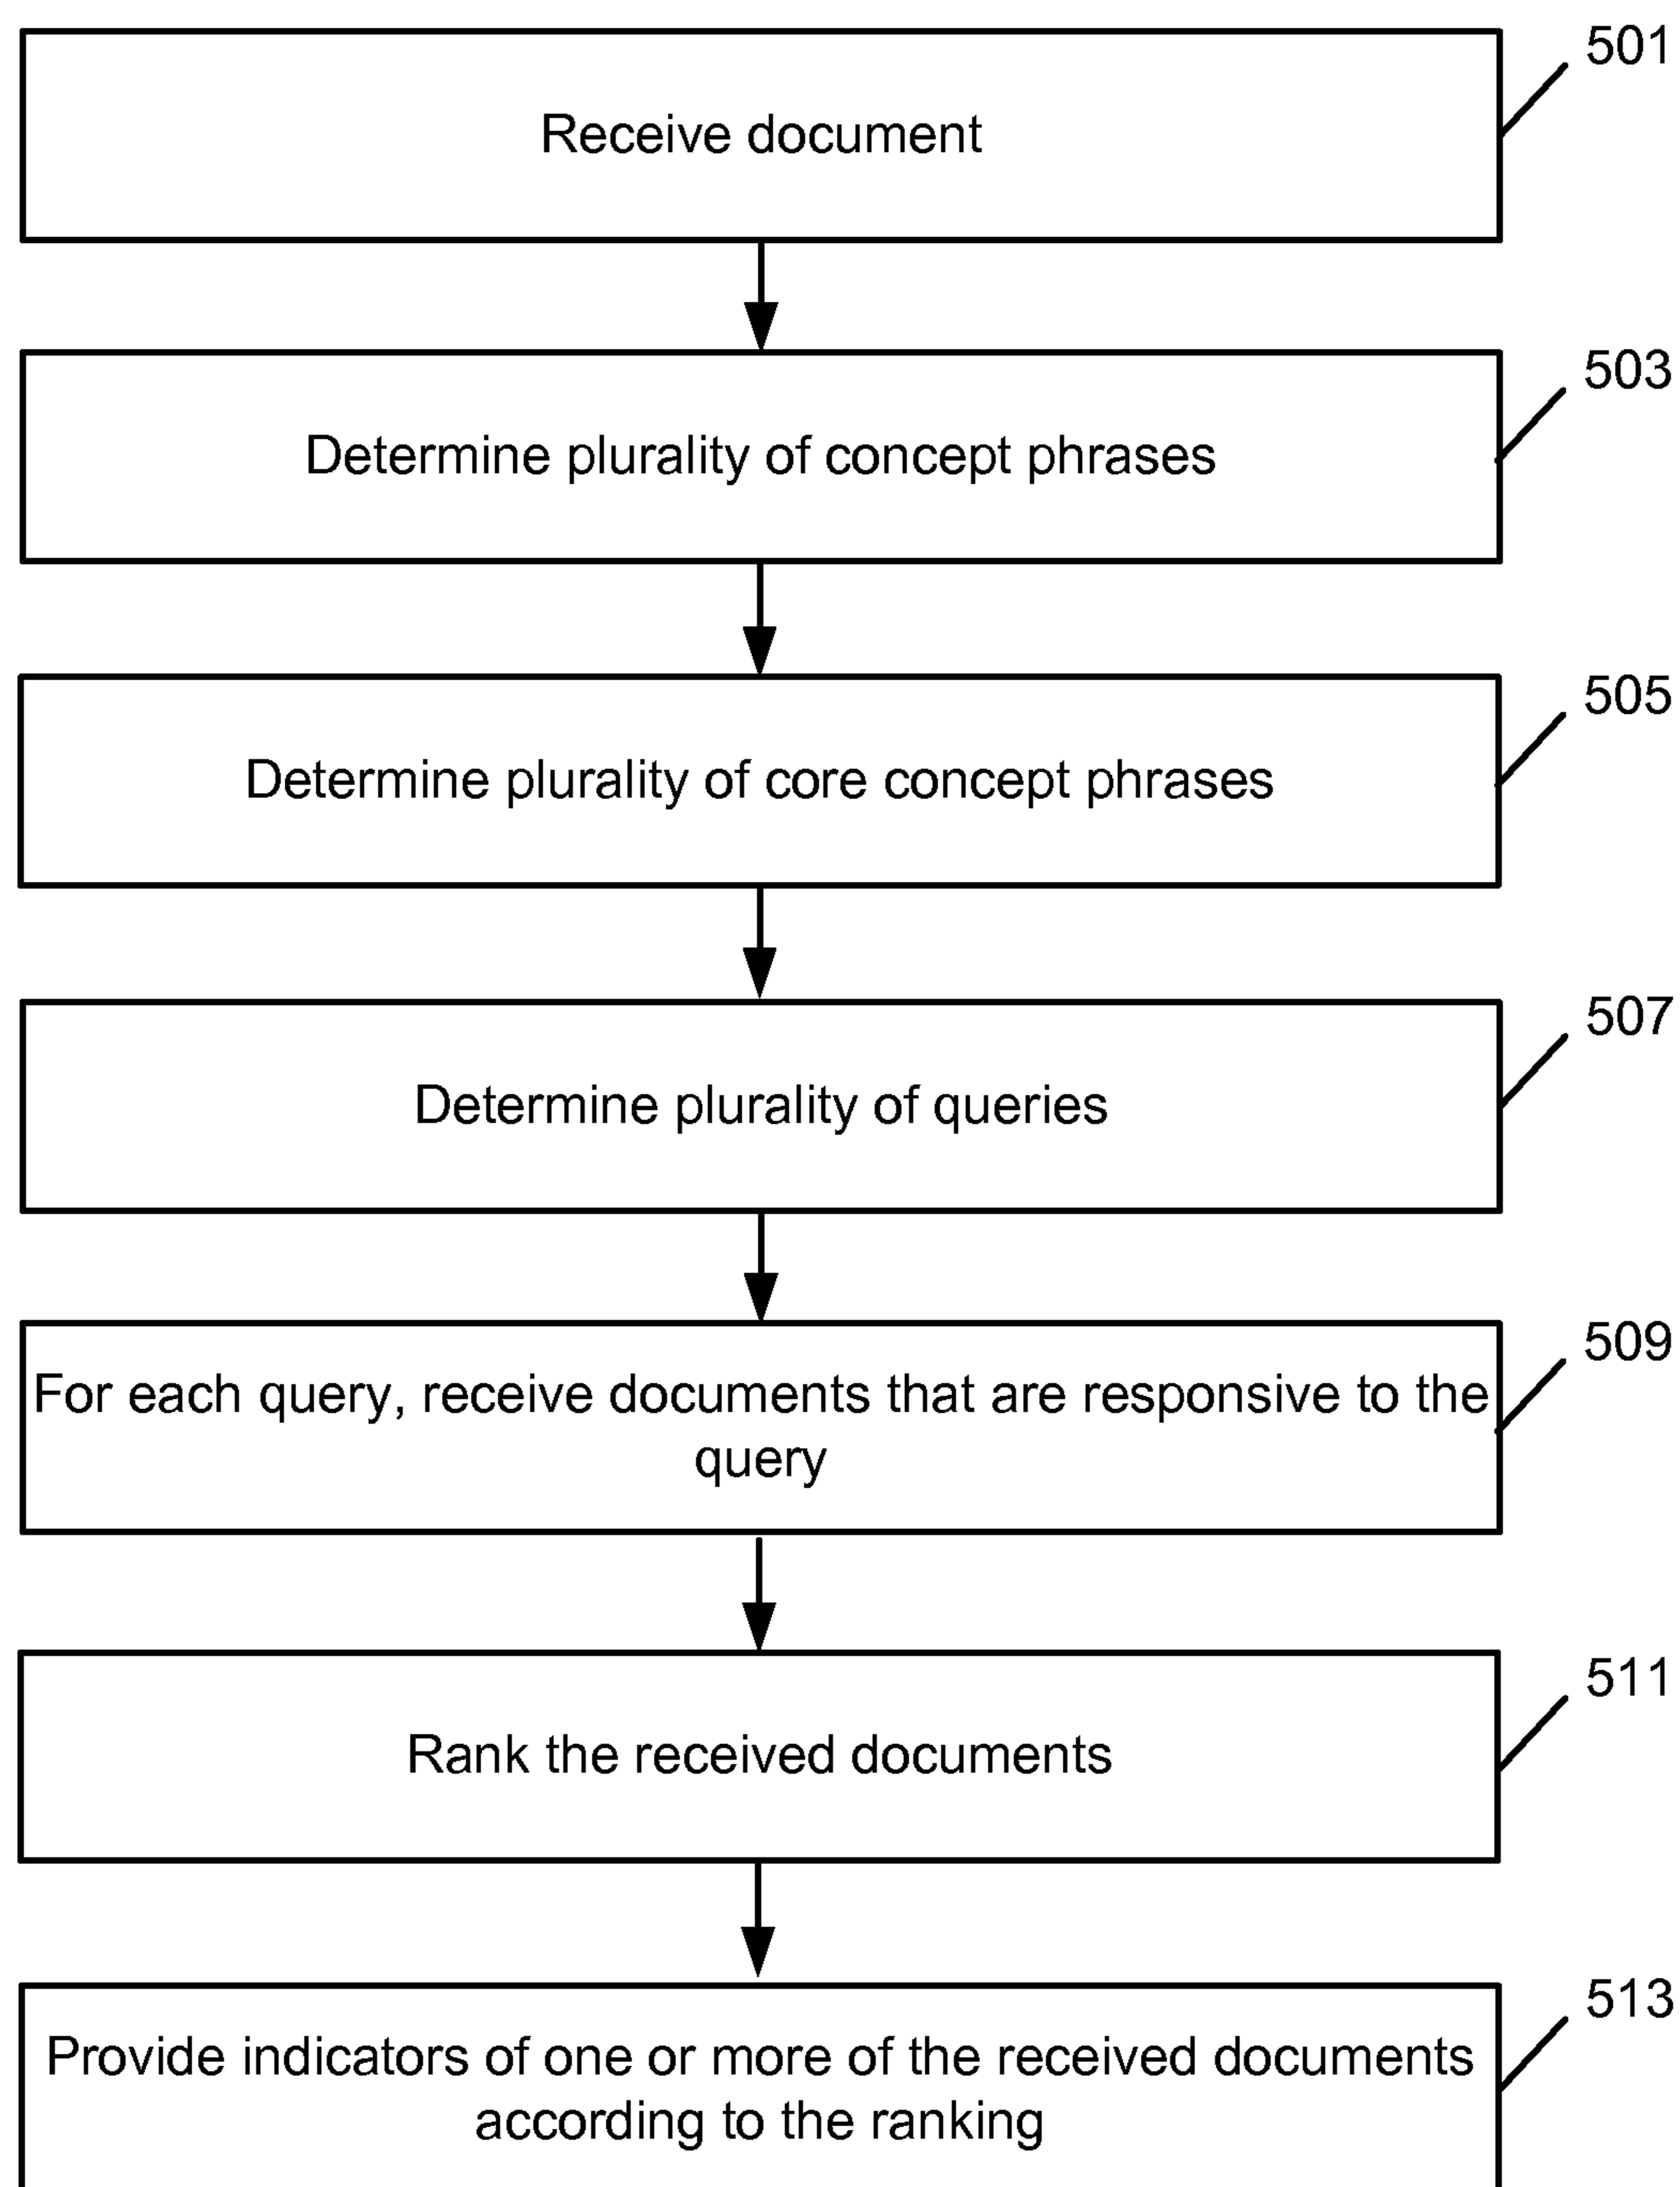 501
Receive document
503
Determine plurality of concept phrases
505
Determine plurality of core concept phrases
507
Determine plurality of queries
509
For each query, receive documents that are responsive to the
query
511
Rank the received documents
513
Provide indicators of one or more of the received documents
according to the ranking